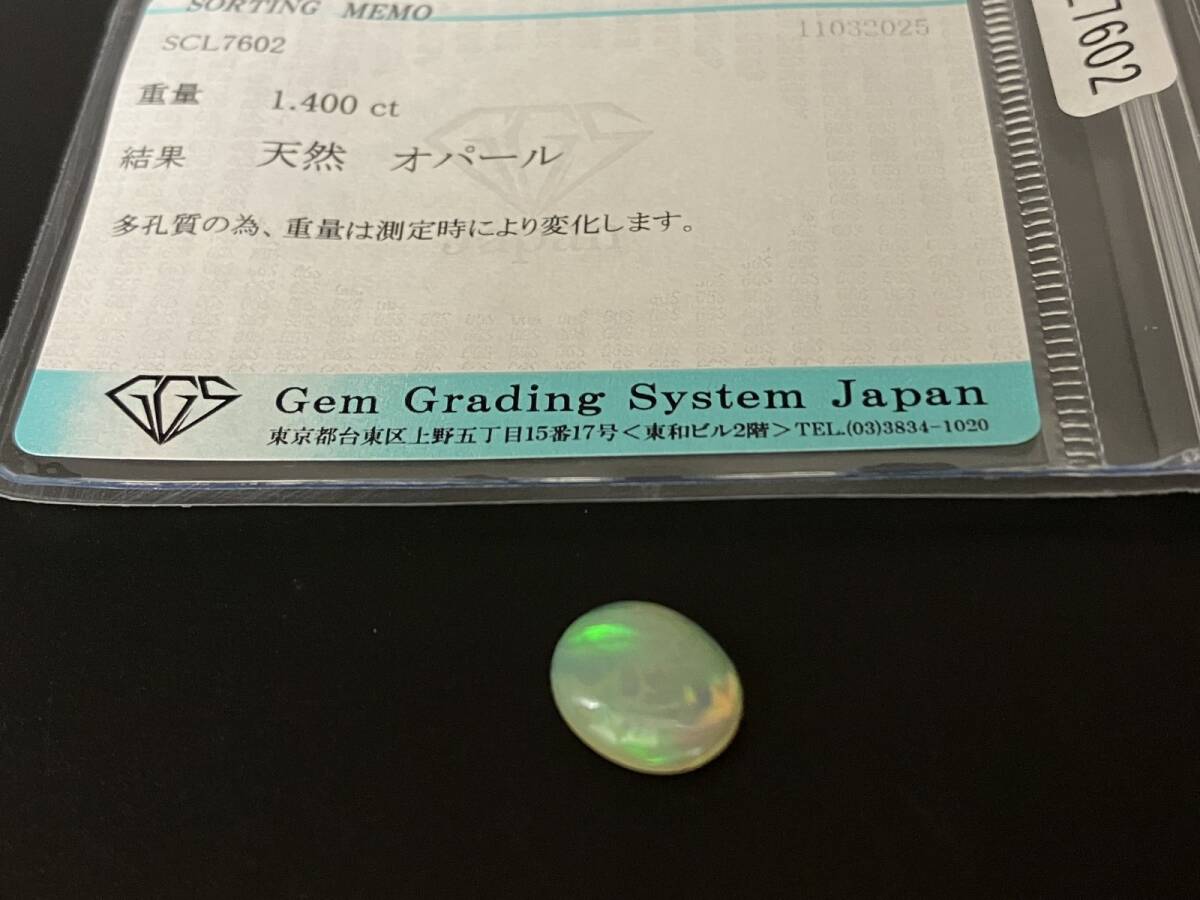 SORTING MEMO
SCL7602
11032025
重量 1.400 ct
結果 天然 オパール
多孔質の為、重量は測定時により変化します。
GGS
Gem Grading System Japan
東京都台東区上野五丁目15番17号＜東和ビル2階＞TEL.(03)3834-1020
7602